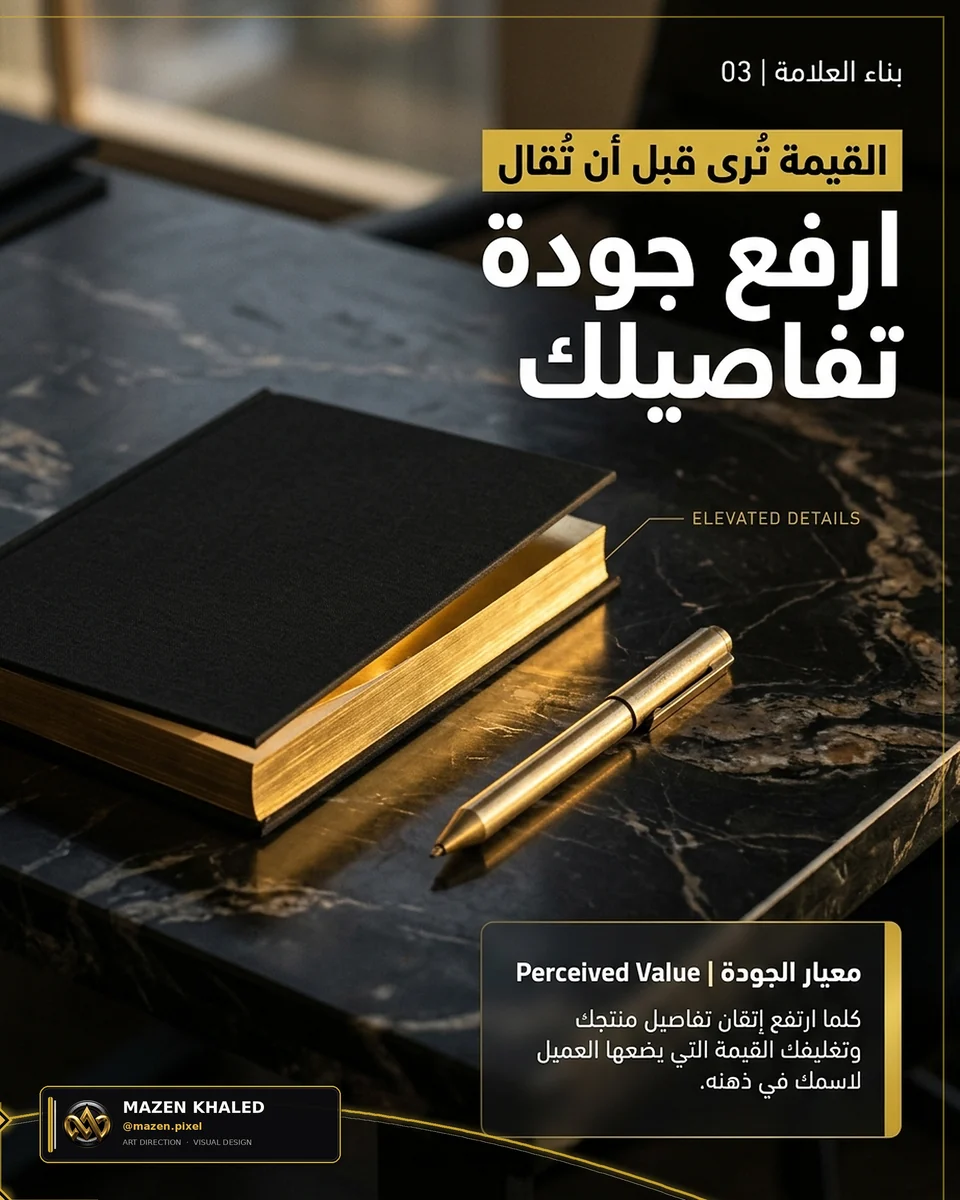 بناء العلامة | 03
القيمة تُرى قبل أن تُقال
ارفع جودة
تفاصيلك
ELEVATED DETAILS
معيار الجودة | Perceived Value
كلما ارتفع إتقان تفاصيل منتجك
وتغليفك القيمة التي يضعها العميل
لاسمك في ذهنه.
MAZEN KHALED
@mazen.pixel
ART DIRECTION · VISUAL DESIGN